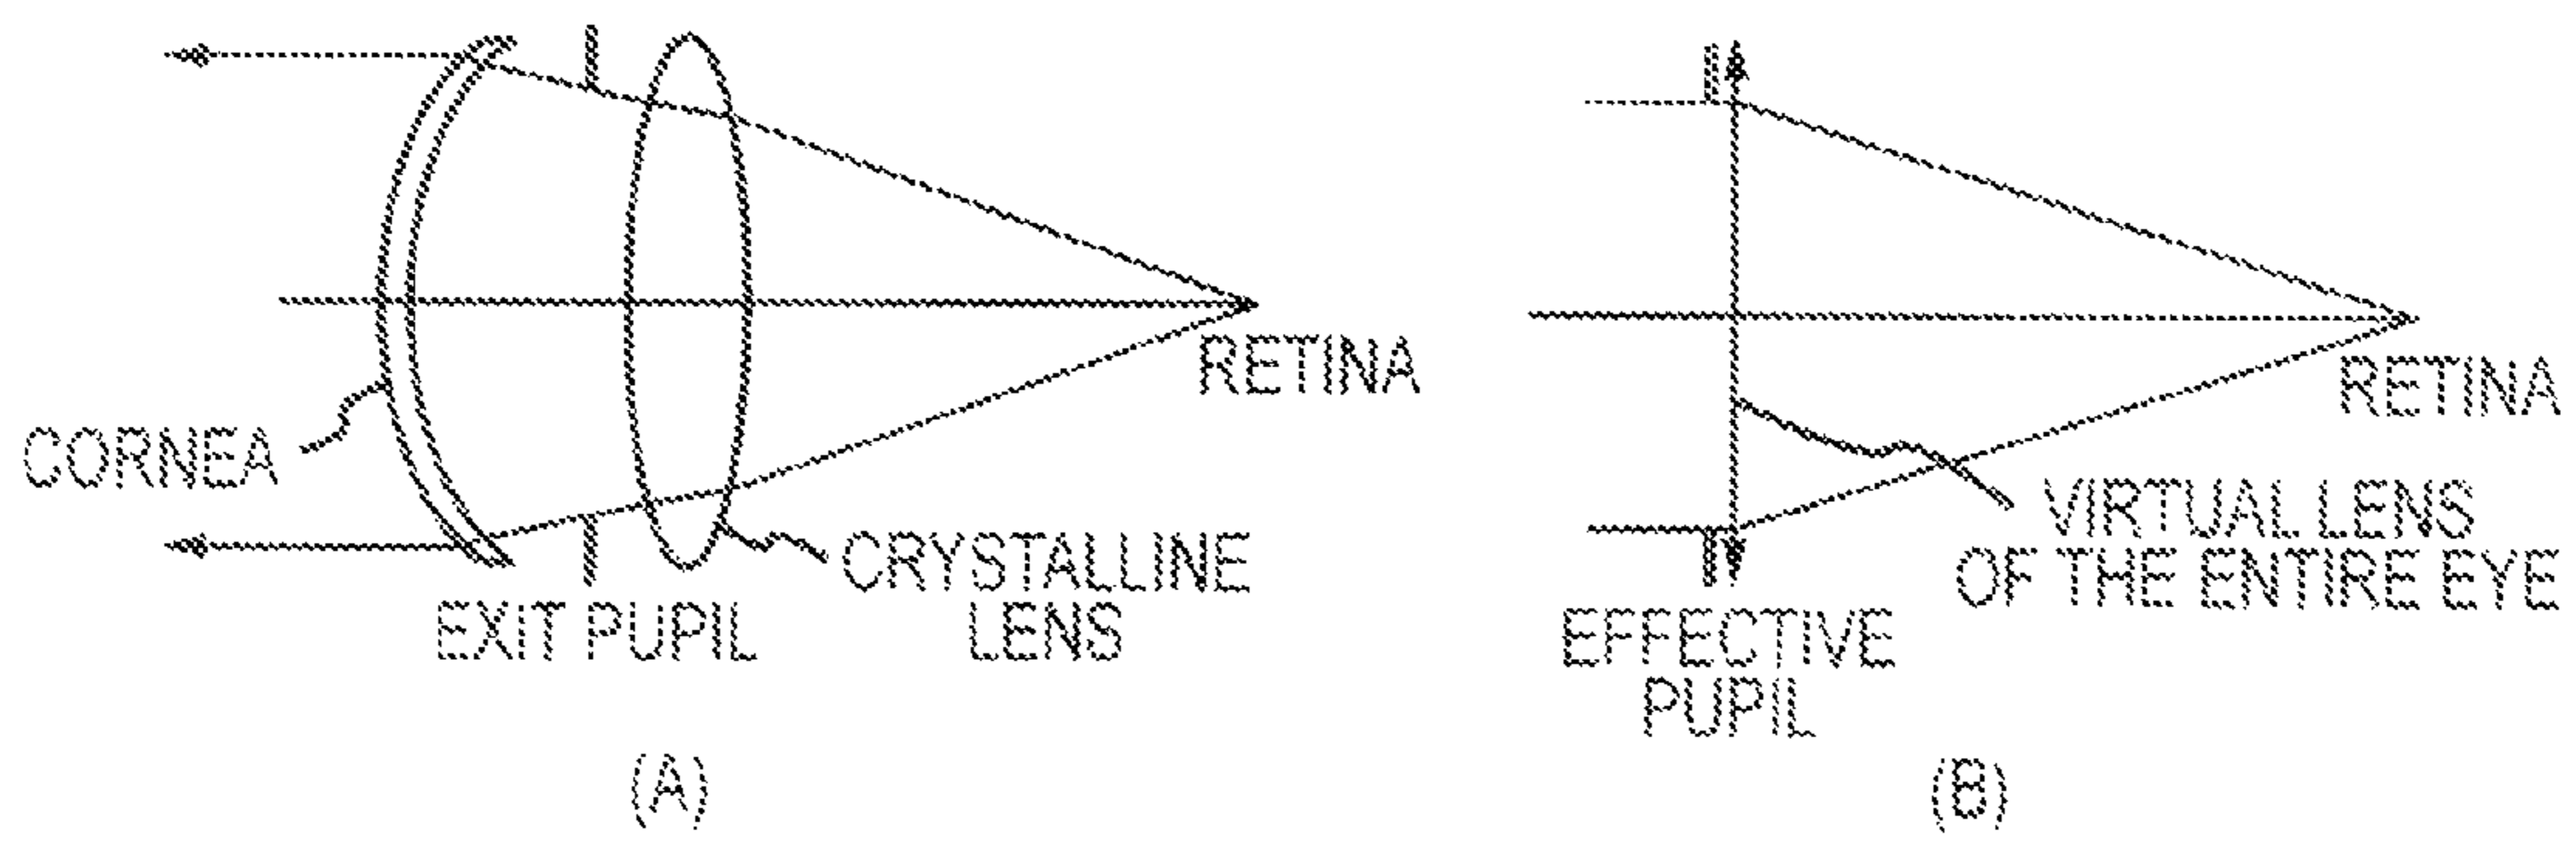 CORNEA
EXIT PUPIL
CRYSTALLINE
LENS
RETINA
(A)
EFFECTIVE
PUPIL
VIRTUAL LENS
OF THE ENTIRE EYE
RETINA
(B)